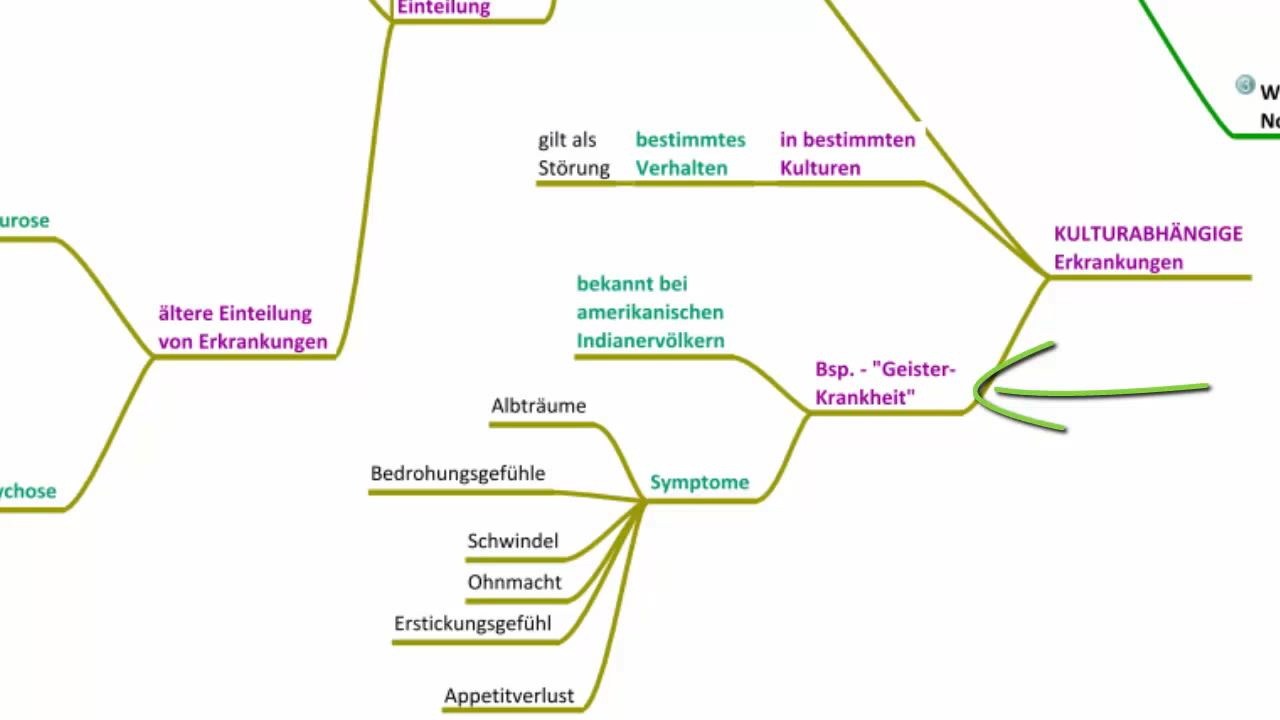 Einteilung
W
gilt als
Störung
bestimmtes
Verhalten
in bestimmten
Kulturen
KULTURABHÄNGIGE
Erkrankungen
urose
ältere Einteilung
von Erkrankungen
ychose
bekannt bei
amerikanischen
Indianervölkern
Bsp. - "Geister-
Krankheit"
Symptome
Albträume
Bedrohungsgefühle
Schwindel
Ohnmacht
Erstickungsgefühl
Appetitverlust